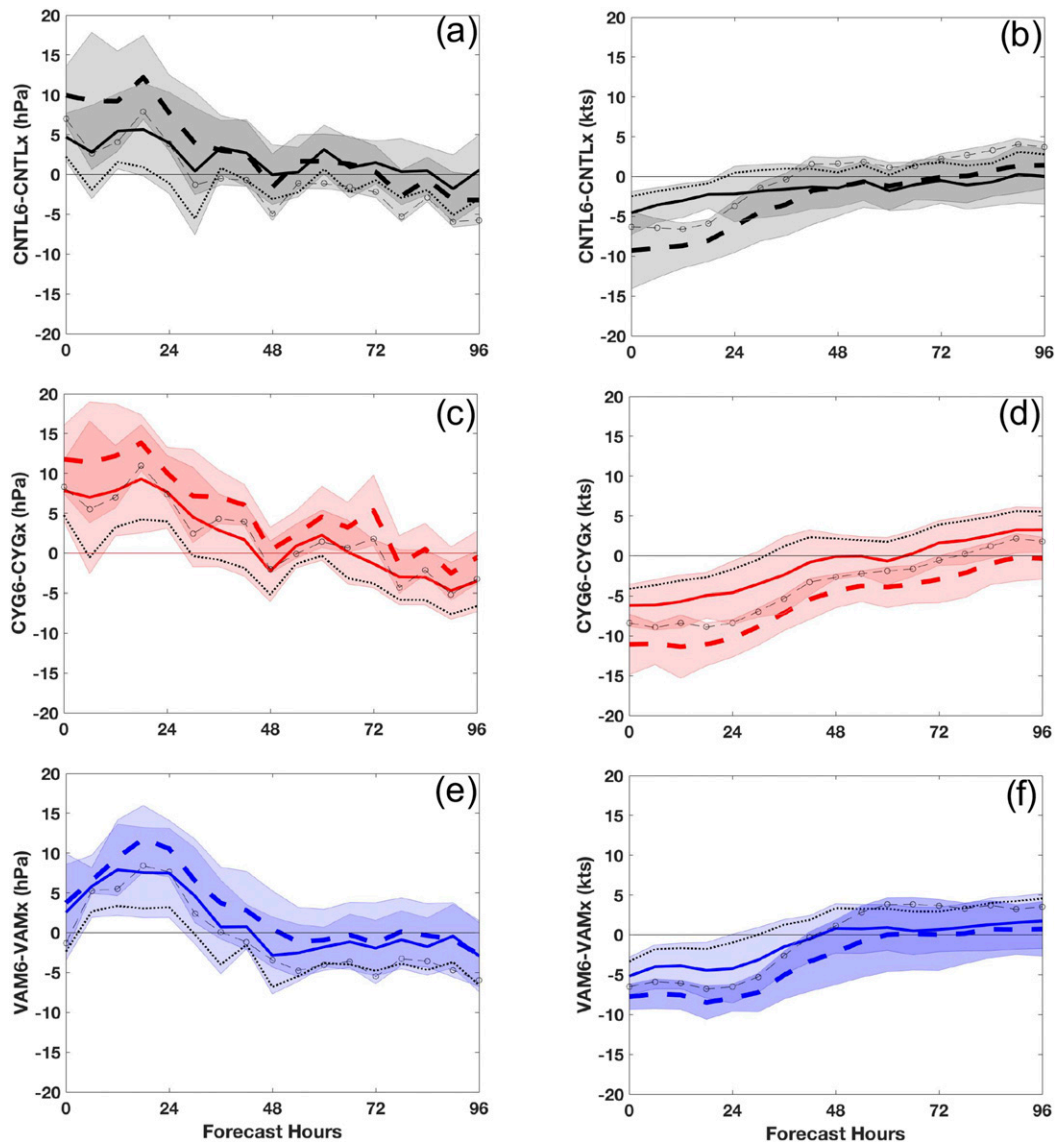 (a)
CNTL6-CNTLx (hPa)
20
15
10
5
0
-5
-10
-15
-20
0 24 48 72 96
(b)
CNTL6-CNTLx (kts)
20
15
10
5
0
-5
-10
-15
-20
0 24 48 72 96
(c)
CYG6-CYGx (hPa)
20
15
10
5
0
-5
-10
-15
-20
0 24 48 72 96
(d)
CYG6-CYGx (kts)
20
15
10
5
0
-5
-10
-15
-20
0 24 48 72 96
(e)
VAM6-VAMx (hPa)
20
15
10
5
0
-5
-10
-15
-20
0 24 48 72 96
Forecast Hours
(f)
VAM6-VAMx (kts)
20
15
10
5
0
-5
-10
-15
-20
0 24 48 72 96
Forecast Hours